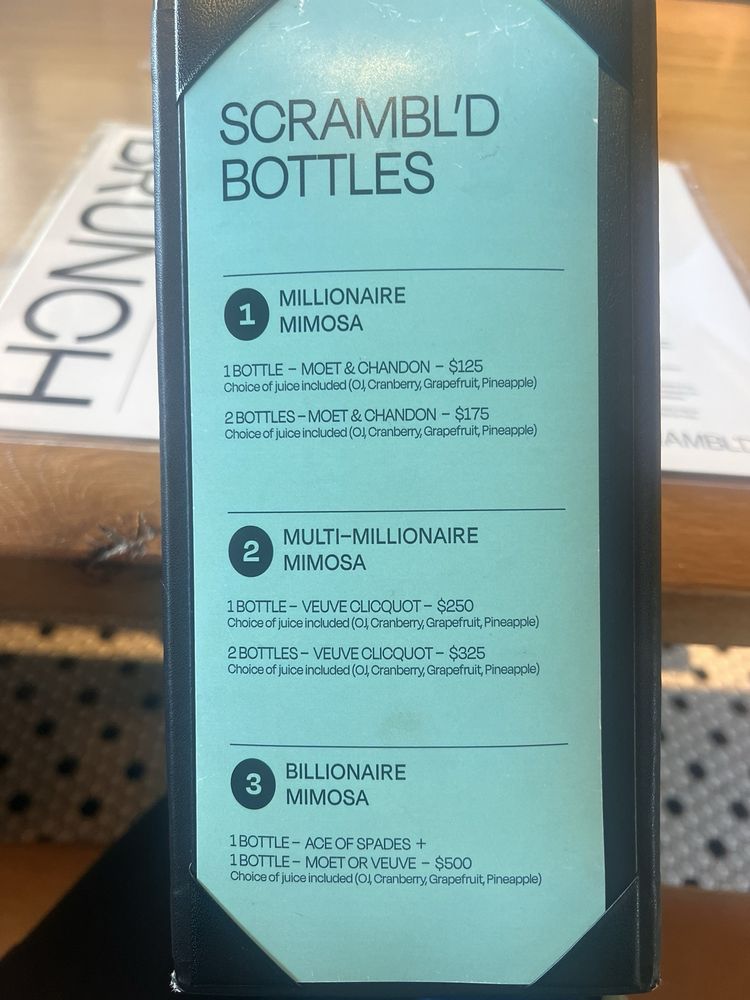 SCRAMBL'D
BOTTLES
1 MILLIONAIRE
MIMOSA
1 BOTTLE – MOET & CHANDON – $125
Choice of juice included (OJ, Cranberry, Grapefruit, Pineapple)
2 BOTTLES – MOET & CHANDON – $175
Choice of juice included (OJ, Cranberry, Grapefruit, Pineapple)
2 MULTI–MILLIONAIRE
MIMOSA
1 BOTTLE – VEUVE CLICQUOT – $250
Choice of juice included (OJ, Cranberry, Grapefruit, Pineapple)
2 BOTTLES – VEUVE CLICQUOT – $325
Choice of juice included (OJ, Cranberry, Grapefruit, Pineapple)
3 BILLIONAIRE
MIMOSA
1 BOTTLE – ACE OF SPADES +
1 BOTTLE – MOET OR VEUVE – $500
Choice of juice included (OJ, Cranberry, Grapefruit, Pineapple)
BRUNCH
AMBL'D